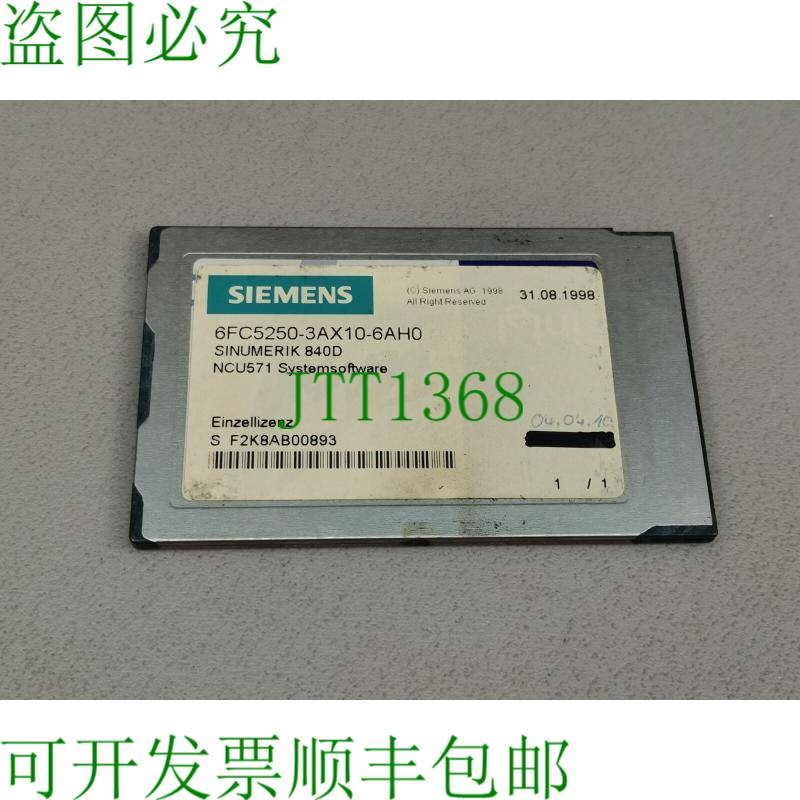 盗图必究
SIEMENS
(C) Siemens AG 1998
All Right Reserved
31.08.1998
6FC5250-3AX10-6AH0
SINUMERIK 840D
NCU571 Systemsoftware
JTT1368
Einzellizenz
04.04.10
S F2K8AB00893
1 / 1
可开发票顺丰包邮